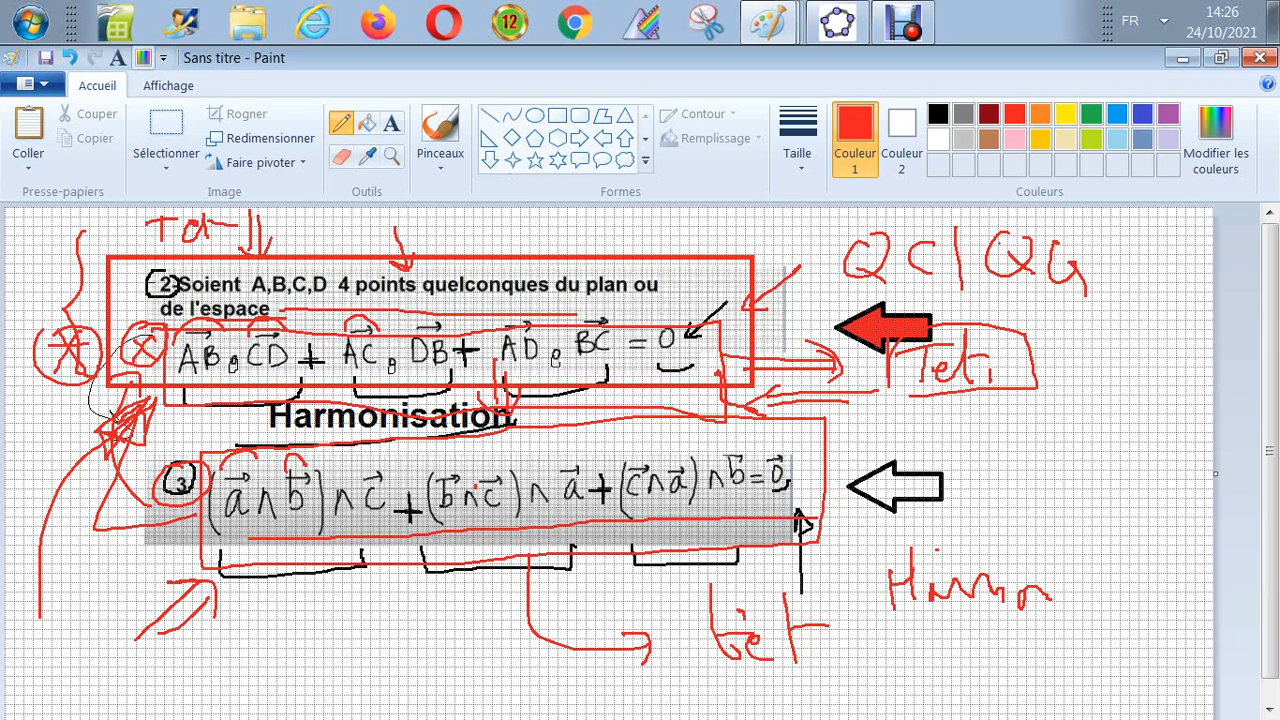 12
FR
14:26
24/10/2021
Sans titre - Paint
Accueil
Affichage
Coller
Couper
Copier
Presse-papiers
Sélectionner
Rogner
Redimensionner
Faire pivoter
Image
Outils
Pinceaux
Contour
Remplissage
Formes
Taille
Couleur 1
Couleur 2
Modifier les couleurs
Couleurs
QC/QG
2) Soient A,B,C,D 4 points quelconques du plan ou
de l'espace
AB⃗ . CD⃗ + AC⃗ . DB⃗ + AD⃗ . BC⃗ = 0
Harmonisation
3
(a⃗ ∧ b⃗) ∧ c⃗ + (b⃗ ∧ c⃗) ∧ a⃗ + (c⃗ ∧ a⃗) ∧ b⃗ = 0⃗